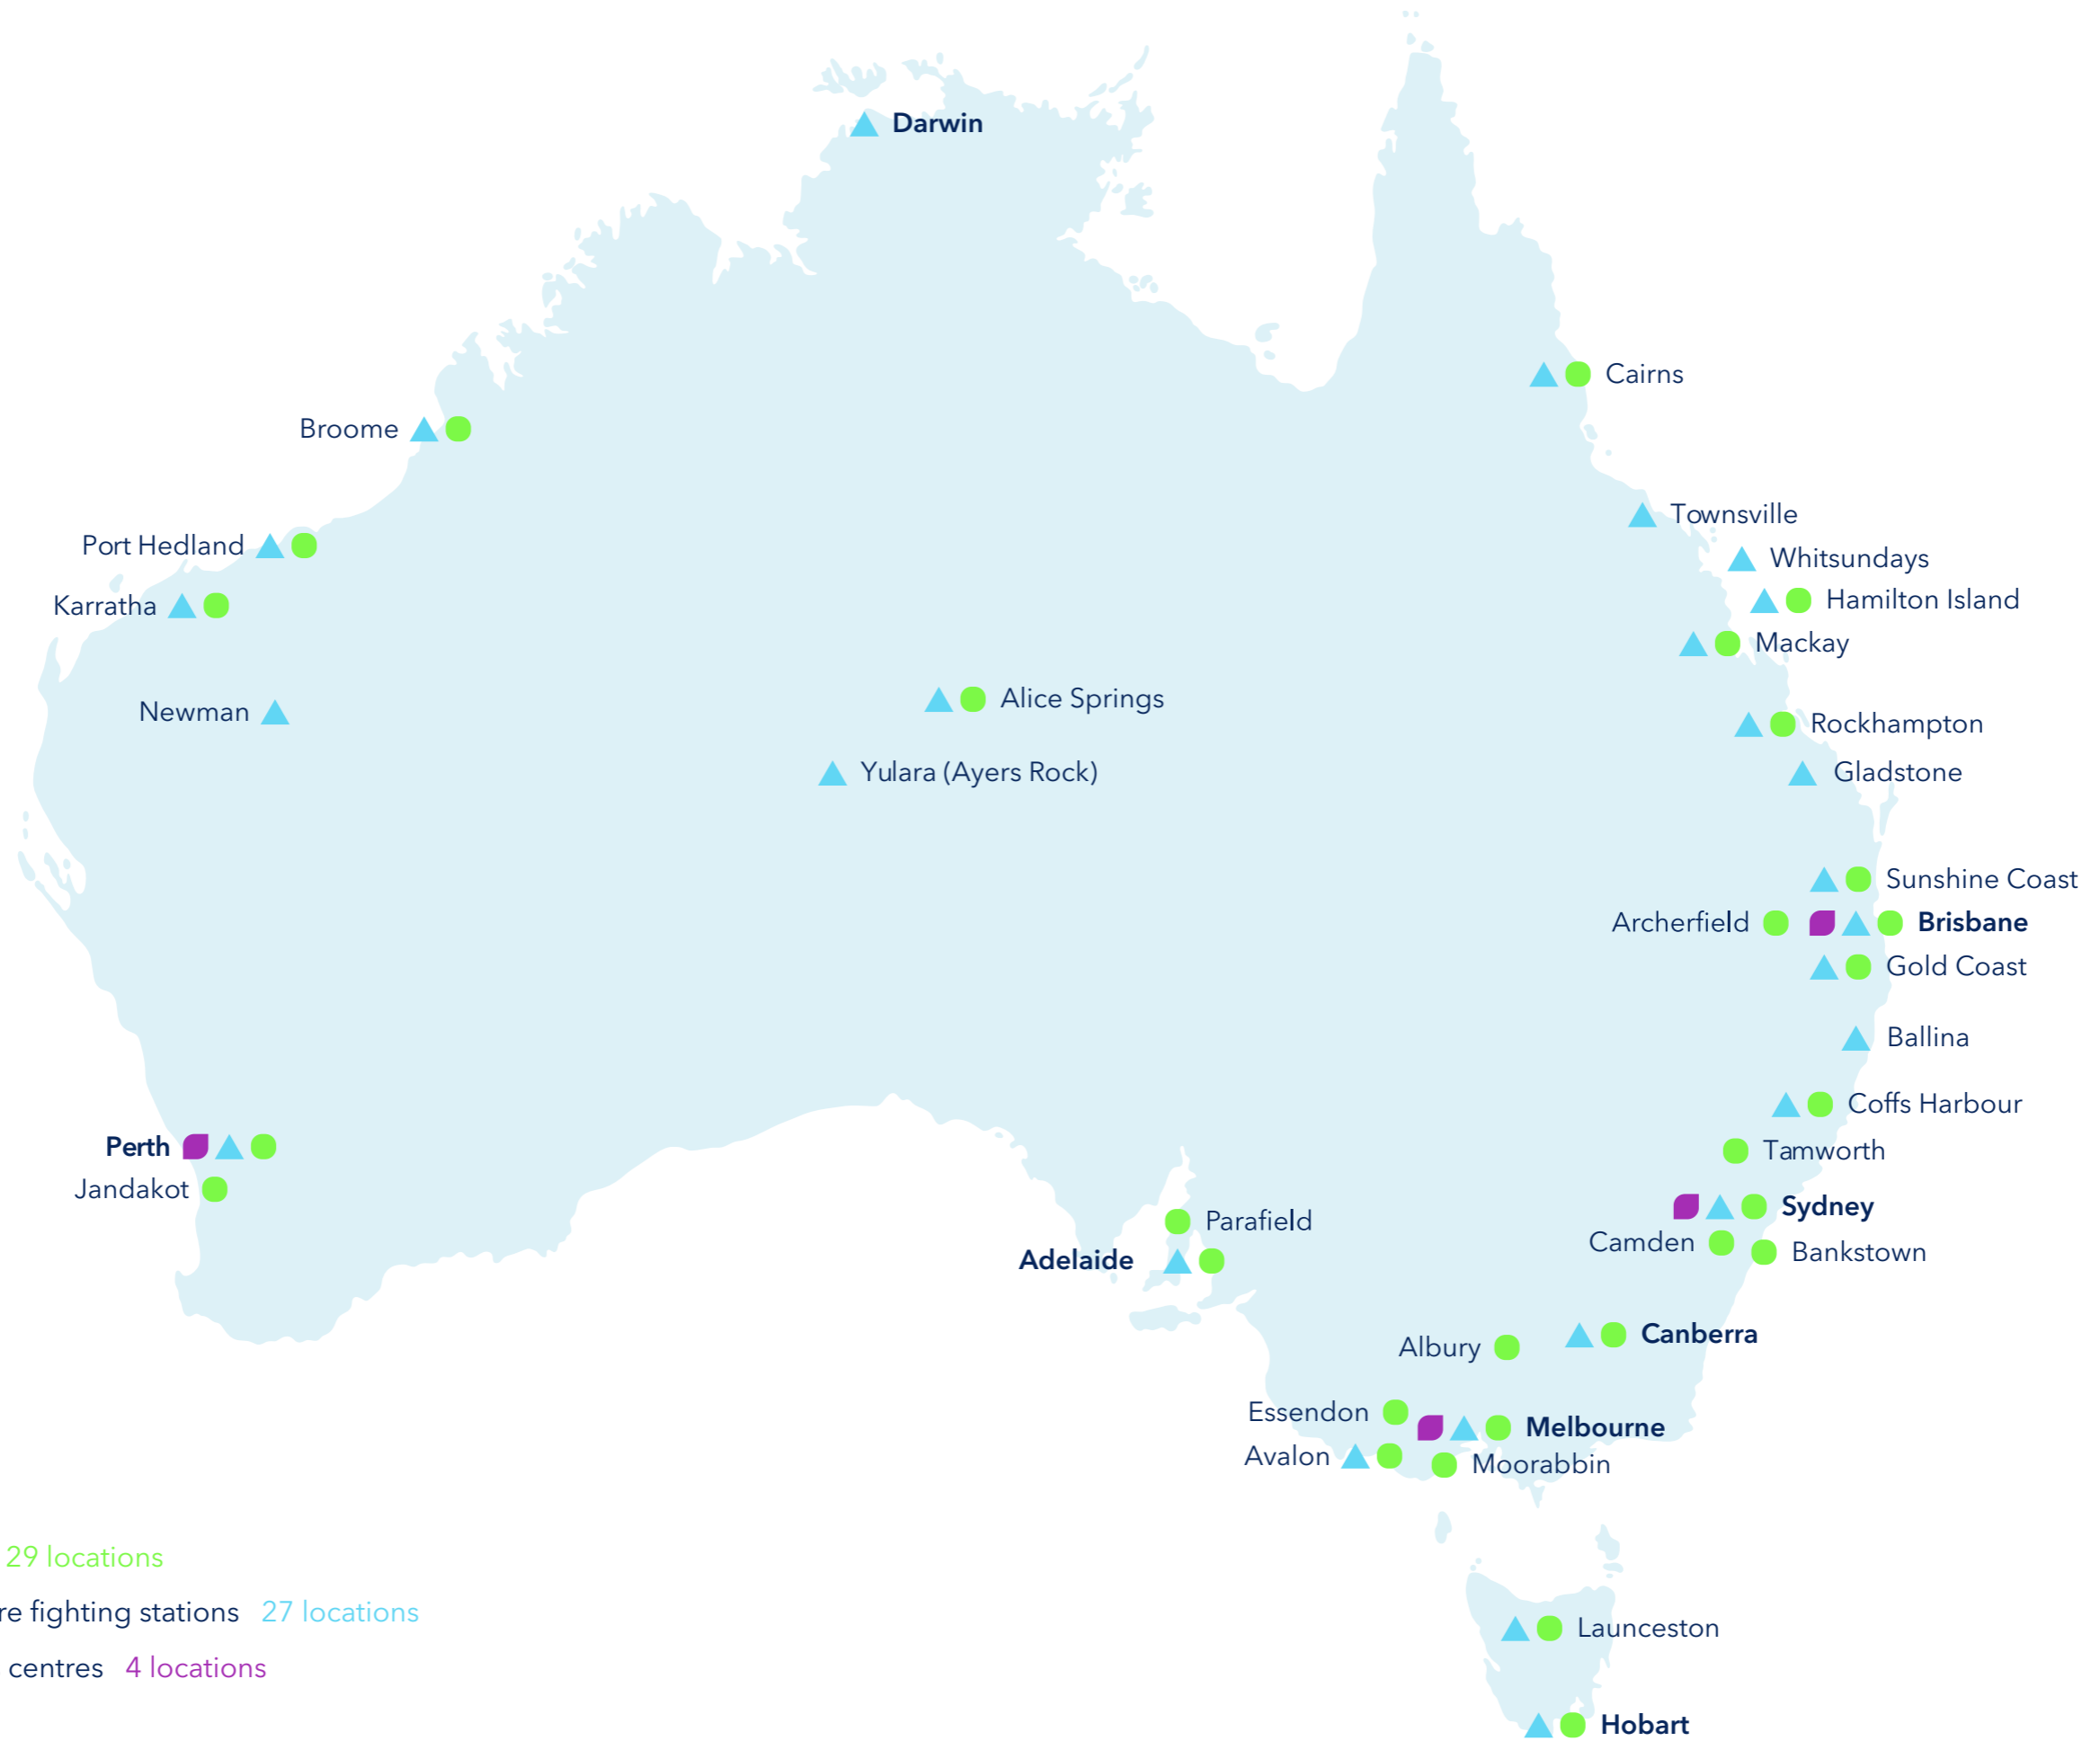 Darwin
Cairns
Broome
Townsville
Port Hedland
Whitsundays
Hamilton Island
Karratha
Mackay
Alice Springs
Newman
Rockhampton
Yulara (Ayers Rock)
Gladstone
Sunshine Coast
Archerfield
Brisbane
Gold Coast
Ballina
Coffs Harbour
Perth
Tamworth
Jandakot
Sydney
Parafield
Camden
Bankstown
Adelaide
Canberra
Albury
Essendon
Melbourne
Avalon
Moorabbin
29 locations
re fighting stations 27 locations
centres 4 locations
Launceston
Hobart